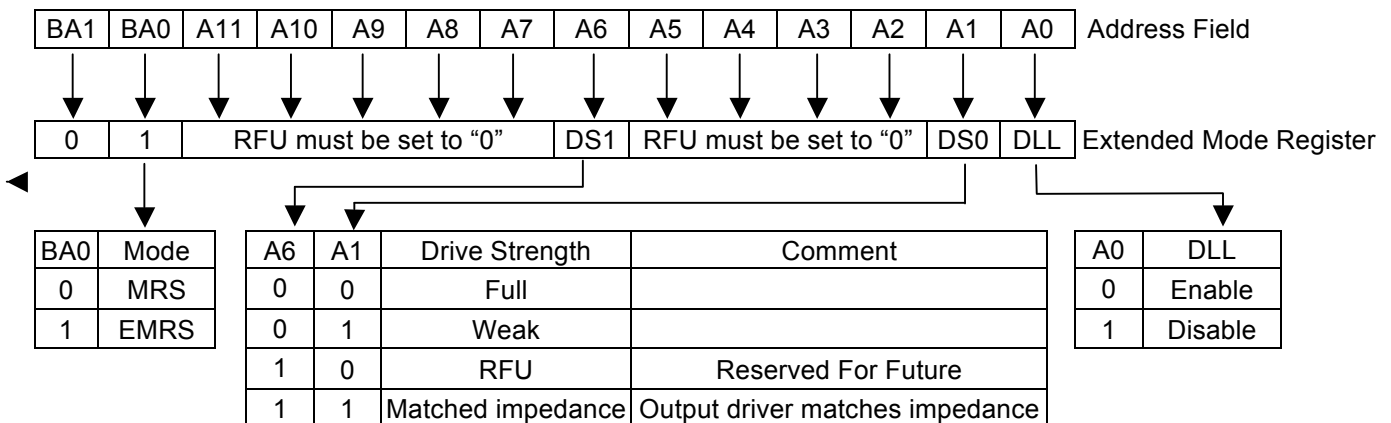 BA1 BA0 A11 A10 A9 A8 A7 A6 A5 A4 A3 A2 A1 A0 Address Field
0 1 RFU must be set to “0” DS1 RFU must be set to “0” DS0 DLL Extended Mode Register
BA0 Mode A6 A1 Drive Strength Comment A0 DLL
0 MRS 0 0 Full 0 Enable
1 EMRS 0 1 Weak 1 Disable
1 0 RFU Reserved For Future
1 1 Matched impedance Output driver matches impedance